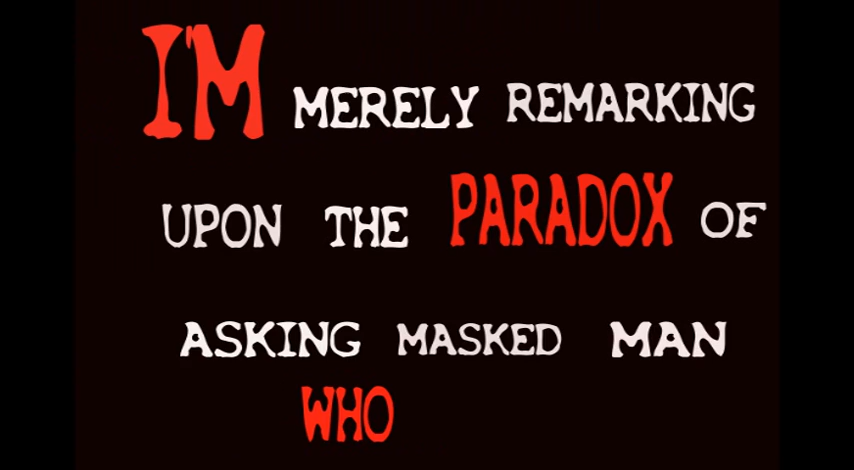 I'M MERELY REMARKING
UPON THE PARADOX OF
ASKING MASKED MAN
WHO